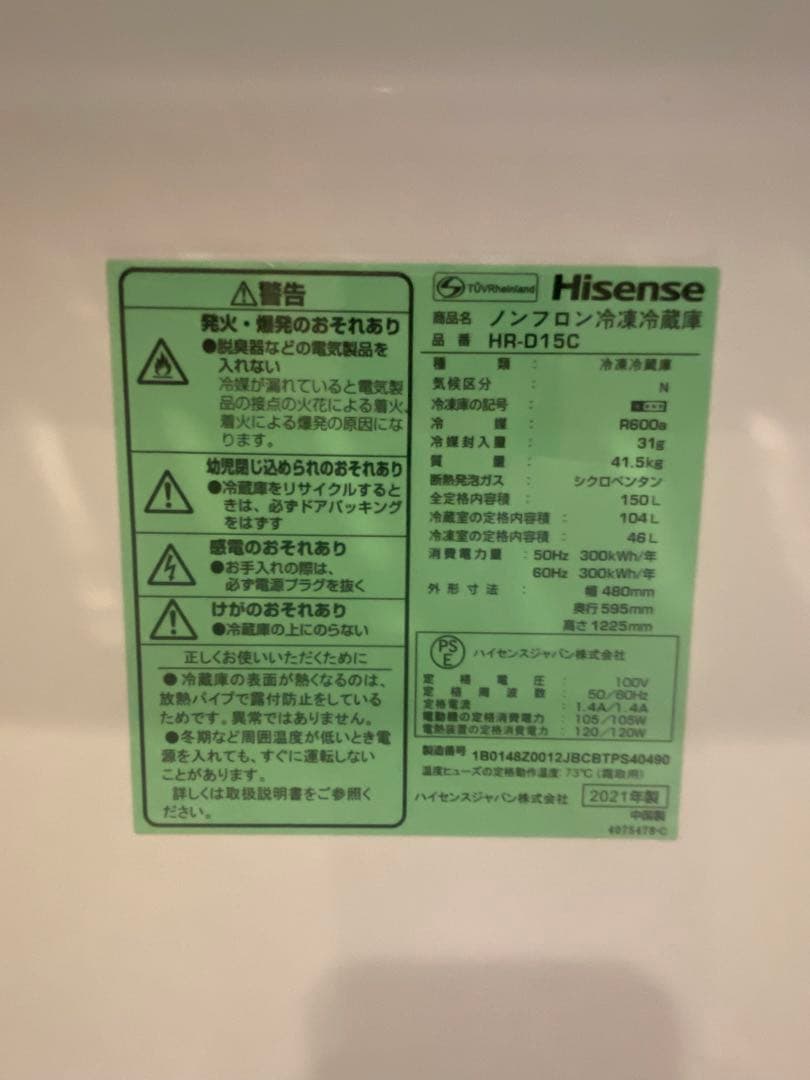 警告
発火・爆発のおそれあり
●脱臭器などの電気製品を
入れない
冷媒が漏れていると電気製
品の接点の火花による着火、
着火による爆発の原因にな
ります。
幼児閉じ込められのおそれあり
●冷蔵庫をリサイクルすると
きは、必ずドアパッキング
をはずす
感電のおそれあり
●お手入れの際は、
必ず電源プラグを抜く
けがのおそれあり
●冷蔵庫の上にのらない
正しくお使いいただくために
●冷蔵庫の表面が熱くなるのは、
放熱パイプで露付防止をしている
ためです。異常ではありません。
●冬期など周囲温度が低いとき電
源を入れても、すぐに運転しない
ことがあります。
詳しくは取扱説明書をご参照く
ださい。
TÜVRheinland Hisense
商品名 ノンフロン冷凍冷蔵庫
品番 HR-D15C
種類 : 冷凍冷蔵庫
気候区分 : N
冷凍庫の記号 :
冷媒 : R600a
冷媒封入量 : 31g
質量 : 41.5kg
断熱発泡ガス : シクロペンタン
全定格内容積 : 150L
冷蔵室の定格内容積 : 104L
冷凍室の定格内容積 : 46L
消費電力量 : 50Hz 300kWh/年
60Hz 300kWh/年
外形寸法 : 幅 480mm
奥行 595mm
高さ 1225mm
PSE ハイセンスジャパン株式会社
定格電圧 : 100V
定格周波数 : 50/60Hz
定格電流 : 1.4A/1.4A
電動機の定格消費電力 : 105/105W
電熱装置の定格消費電力 : 120/120W
製造番号 1B0148Z0012JBCBTPS40490
温度ヒューズの定格動作温度:73℃(霜取用)
ハイセンスジャパン株式会社 2021年製
中国製
4075478-C